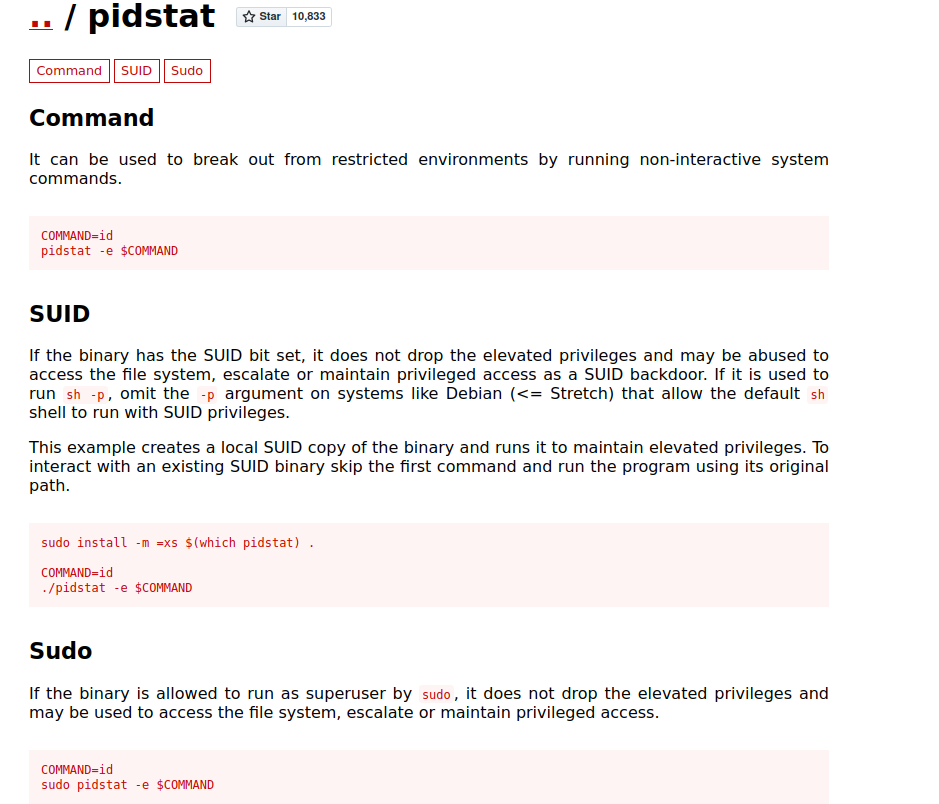 .. / pidstat Star 10,833
Command SUID Sudo
Command
It can be used to break out from restricted environments by running non-interactive system
commands.
COMMAND=id
pidstat -e $COMMAND
SUID
If the binary has the SUID bit set, it does not drop the elevated privileges and may be abused to
access the file system, escalate or maintain privileged access as a SUID backdoor. If it is used to
run sh -p, omit the -p argument on systems like Debian (<= Stretch) that allow the default sh
shell to run with SUID privileges.
This example creates a local SUID copy of the binary and runs it to maintain elevated privileges. To
interact with an existing SUID binary skip the first command and run the program using its original
path.
sudo install -m =xs $(which pidstat) .
COMMAND=id
./pidstat -e $COMMAND
Sudo
If the binary is allowed to run as superuser by sudo, it does not drop the elevated privileges and
may be used to access the file system, escalate or maintain privileged access.
COMMAND=id
sudo pidstat -e $COMMAND